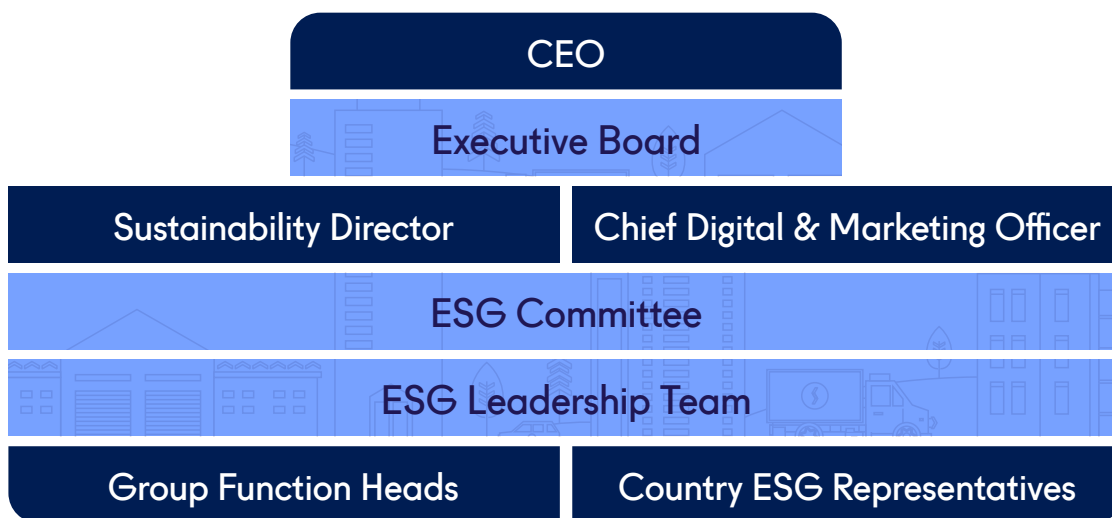 CEO
Executive Board
Sustainability Director
Chief Digital & Marketing Officer
ESG Committee
ESG Leadership Team
Group Function Heads
Country ESG Representatives